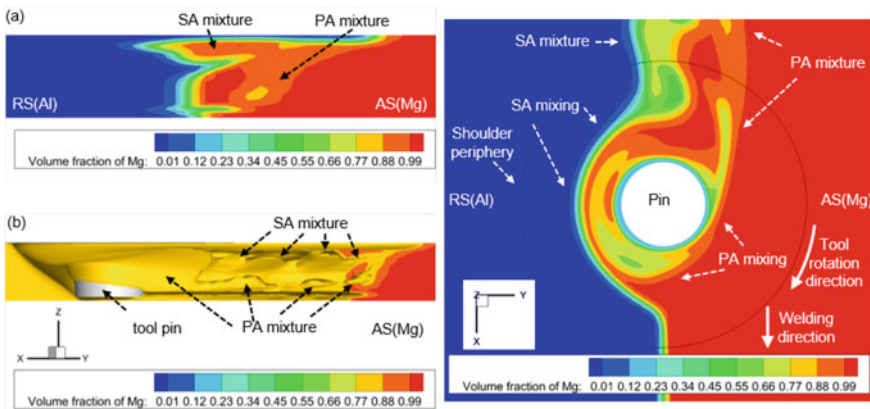 (a)
SA mixture
PA mixture
RS(Al)
AS(Mg)
Volume fraction of Mg: 0.01 0.12 0.23 0.34 0.45 0.55 0.66 0.77 0.88 0.99
(b)
SA mixture
tool pin
PA mixture
AS(Mg)
Z
X
Y
Volume fraction of Mg: 0.01 0.12 0.23 0.34 0.45 0.55 0.66 0.77 0.88 0.99
SA mixture
PA mixture
SA mixing
Shoulder
periphery
RS(Al)
Pin
AS(Mg)
PA mixing
Tool
rotation
direction
Z
Y
X
Welding
direction
Volume fraction of Mg: 0.01 0.12 0.23 0.34 0.45 0.55 0.66 0.77 0.88 0.99